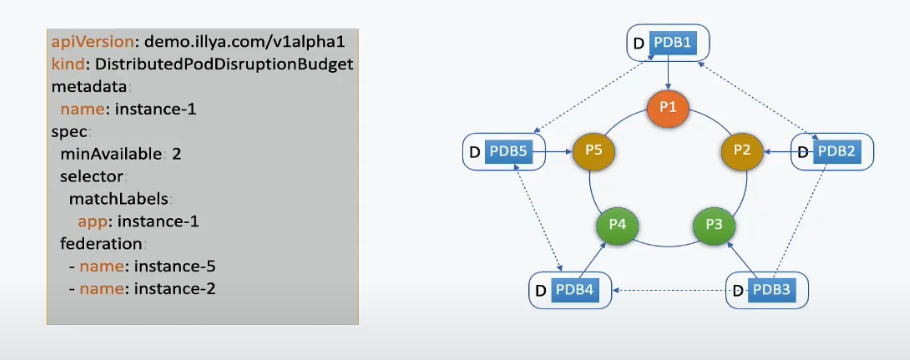 apiVersion: demo.illya.com/v1alpha1
kind: DistributedPodDisruptionBudget
metadata:
name: instance-1
spec:
minAvailable: 2
selector:
matchLabels:
app: instance-1
federation:
- name: instance-5
- name: instance-2
D PDB1
P1
D PDB5
P5
P2
D PDB2
P4
P3
D PDB4
D PDB3